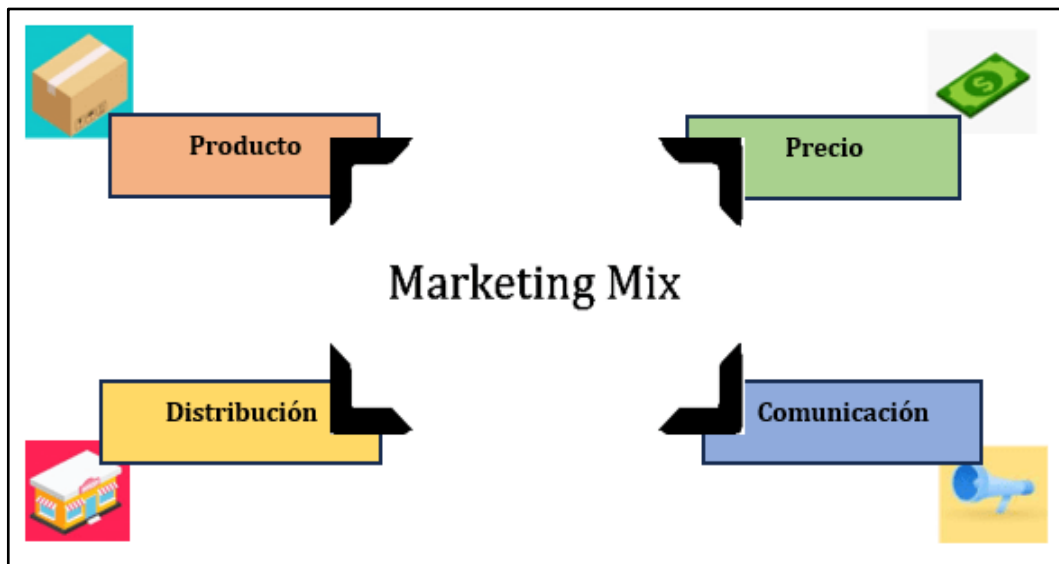 Producto
Precio
Marketing Mix
Distribución
Comunicación